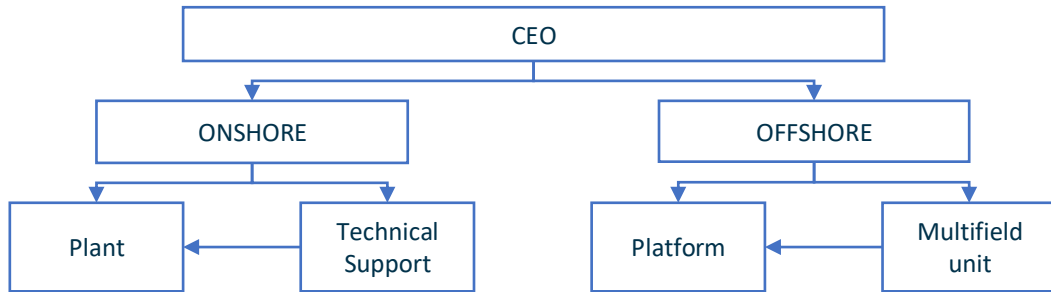 CEO
ONSHORE
OFFSHORE
Plant
Technical
Support
Platform
Multifield
unit